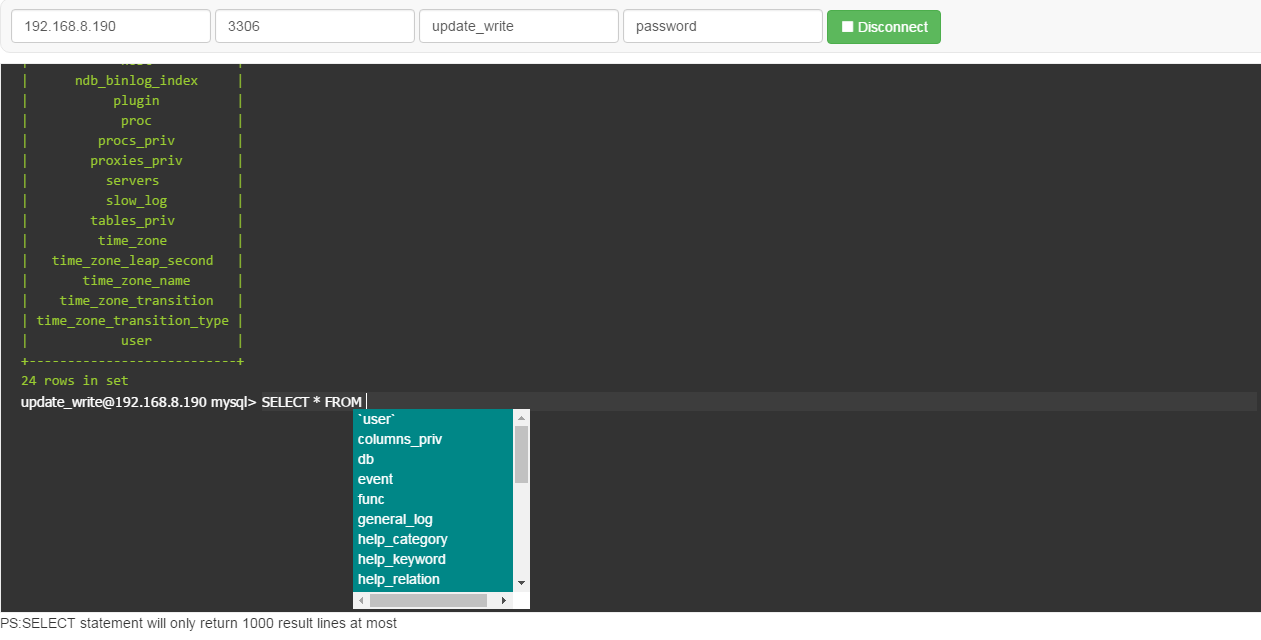 192.168.8.190 3306 update_write password Disconnect
| ndb_binlog_index |
| plugin |
| proc |
| procs_priv |
| proxies_priv |
| servers |
| slow_log |
| tables_priv |
| time_zone |
| time_zone_leap_second |
| time_zone_name |
| time_zone_transition |
| time_zone_transition_type |
| user |
+---------------------------+
24 rows in set
update_write@192.168.8.190 mysql> SELECT * FROM
`user`
columns_priv
db
event
func
general_log
help_category
help_keyword
help_relation
PS:SELECT statement will only return 1000 result lines at most